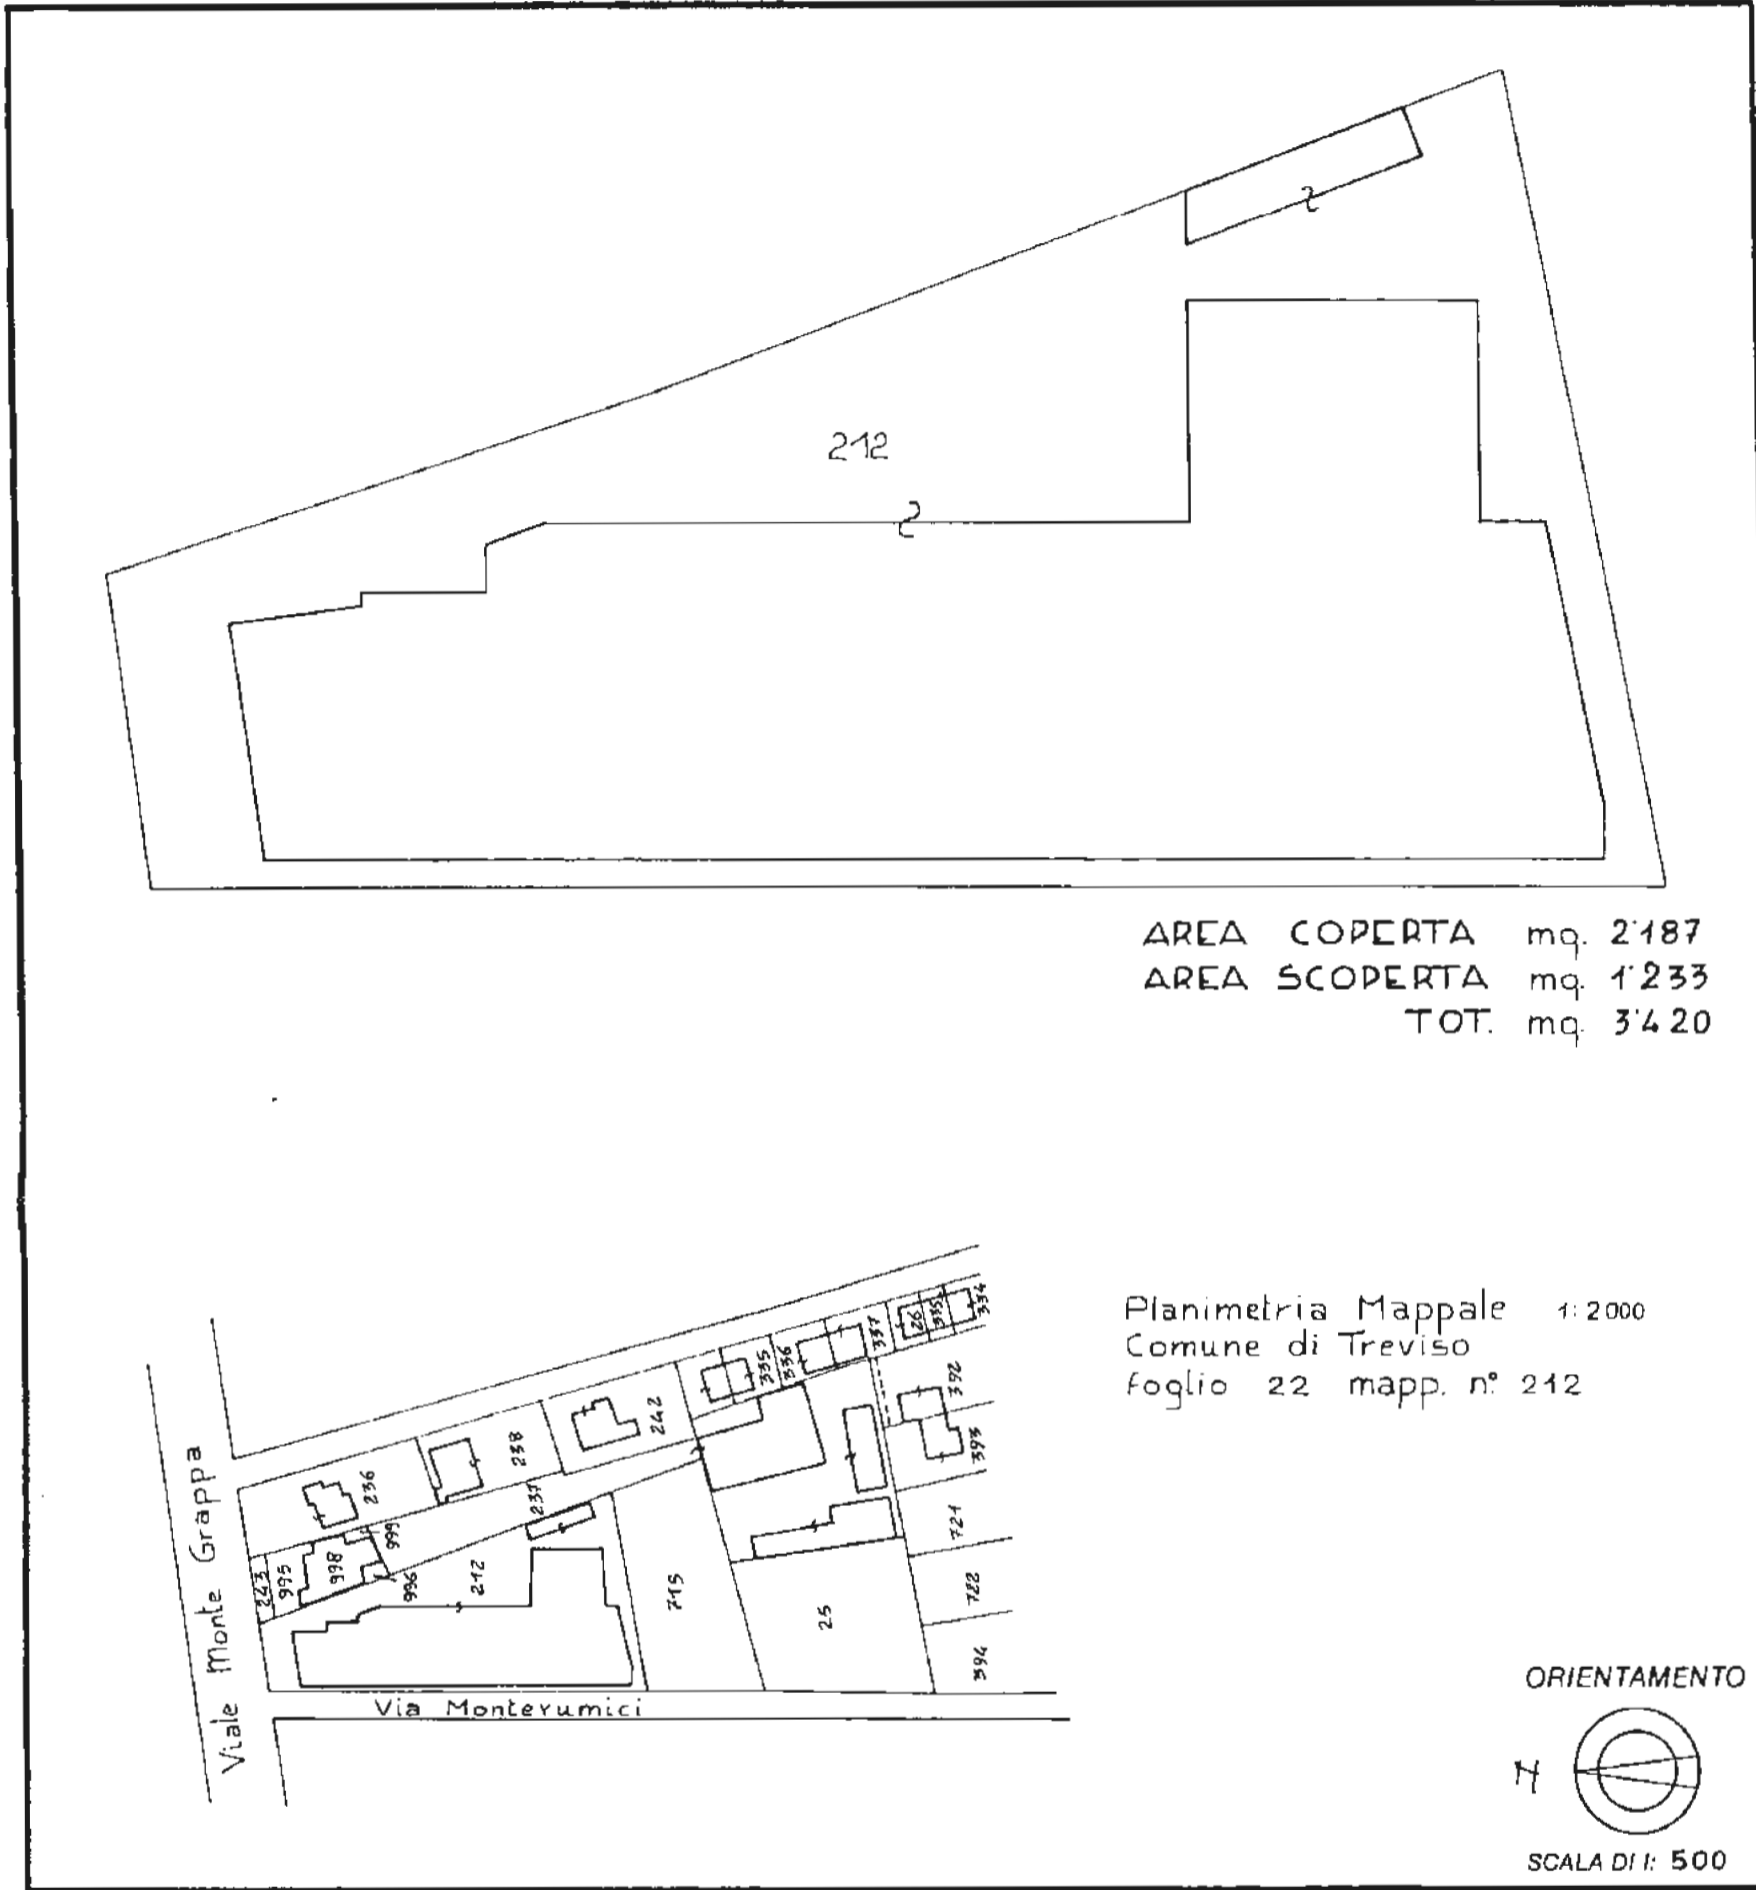 212
AREA COPERTA mq. 2'187
AREA SCOPERTA mq. 1'233
TOT. mq. 3'420
Planimetria Mappale 1:2000
Comune di Treviso
foglio 22 mapp. n° 212
Viale Monte Grappa
Via Monterumici
243
995
998
999
996
236
238
237
242
212
715
25
335
336
337
26
335
334
392
393
721
722
394
ORIENTAMENTO
N
SCALA DI 1: 500